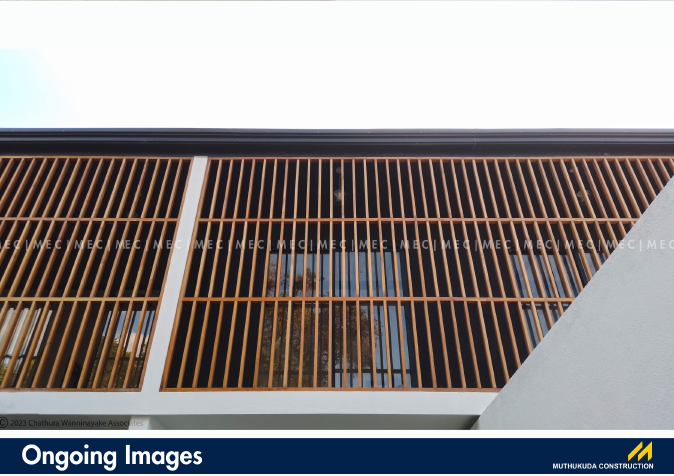 EC | MEC | MEC | MEC | MEC | MEC | MEC | MEC | MEC | MEC | MEC | MEC | MEC | MEC | MEC | MEC | MEC
© 2023 Chathura Wanninayake Associates
Ongoing Images
MUTHUKUDA CONSTRUCTION